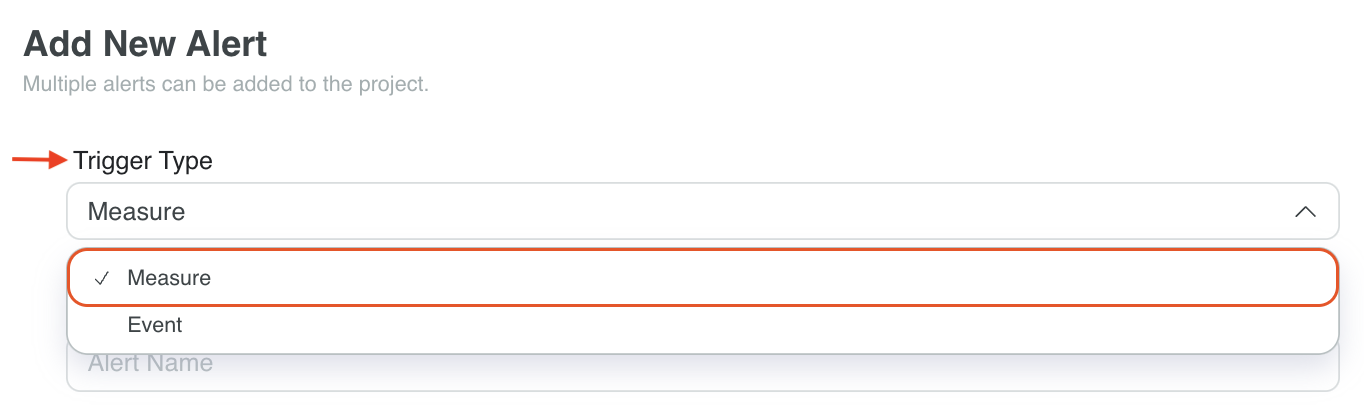 Add New Alert
Multiple alerts can be added to the project.
Trigger Type
Measure
Measure
Event
Alert Name